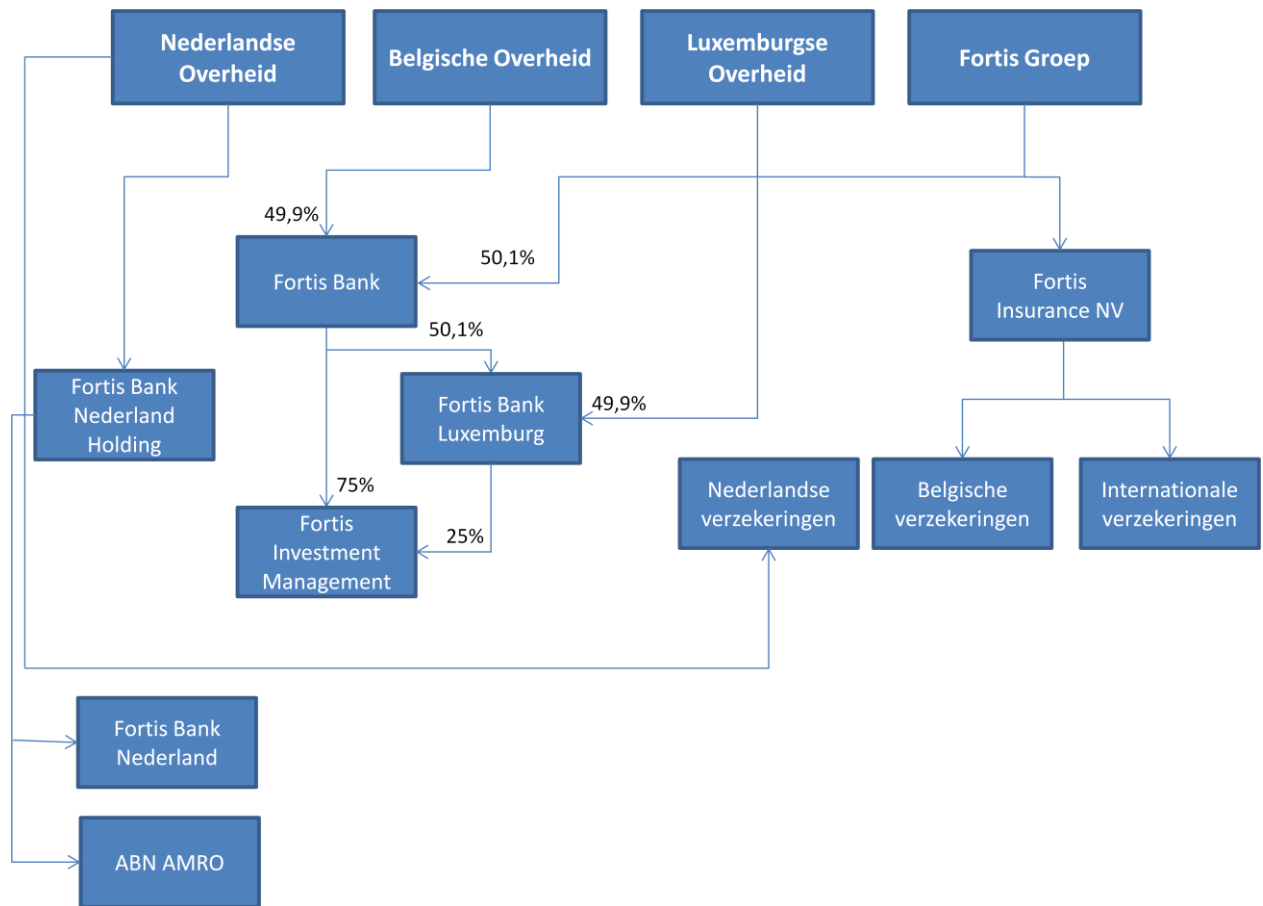 Nederlandse
Overheid
Belgische Overheid
Luxemburgse
Overheid
Fortis Groep
49,9%
Fortis Bank
50,1%
Fortis
Insurance NV
50,1%
Fortis Bank
Nederland
Holding
Fortis Bank
Luxemburg
49,9%
75%
Fortis
Investment
Management
25%
Nederlandse
verzekeringen
Belgische
verzekeringen
Internationale
verzekeringen
Fortis Bank
Nederland
ABN AMRO